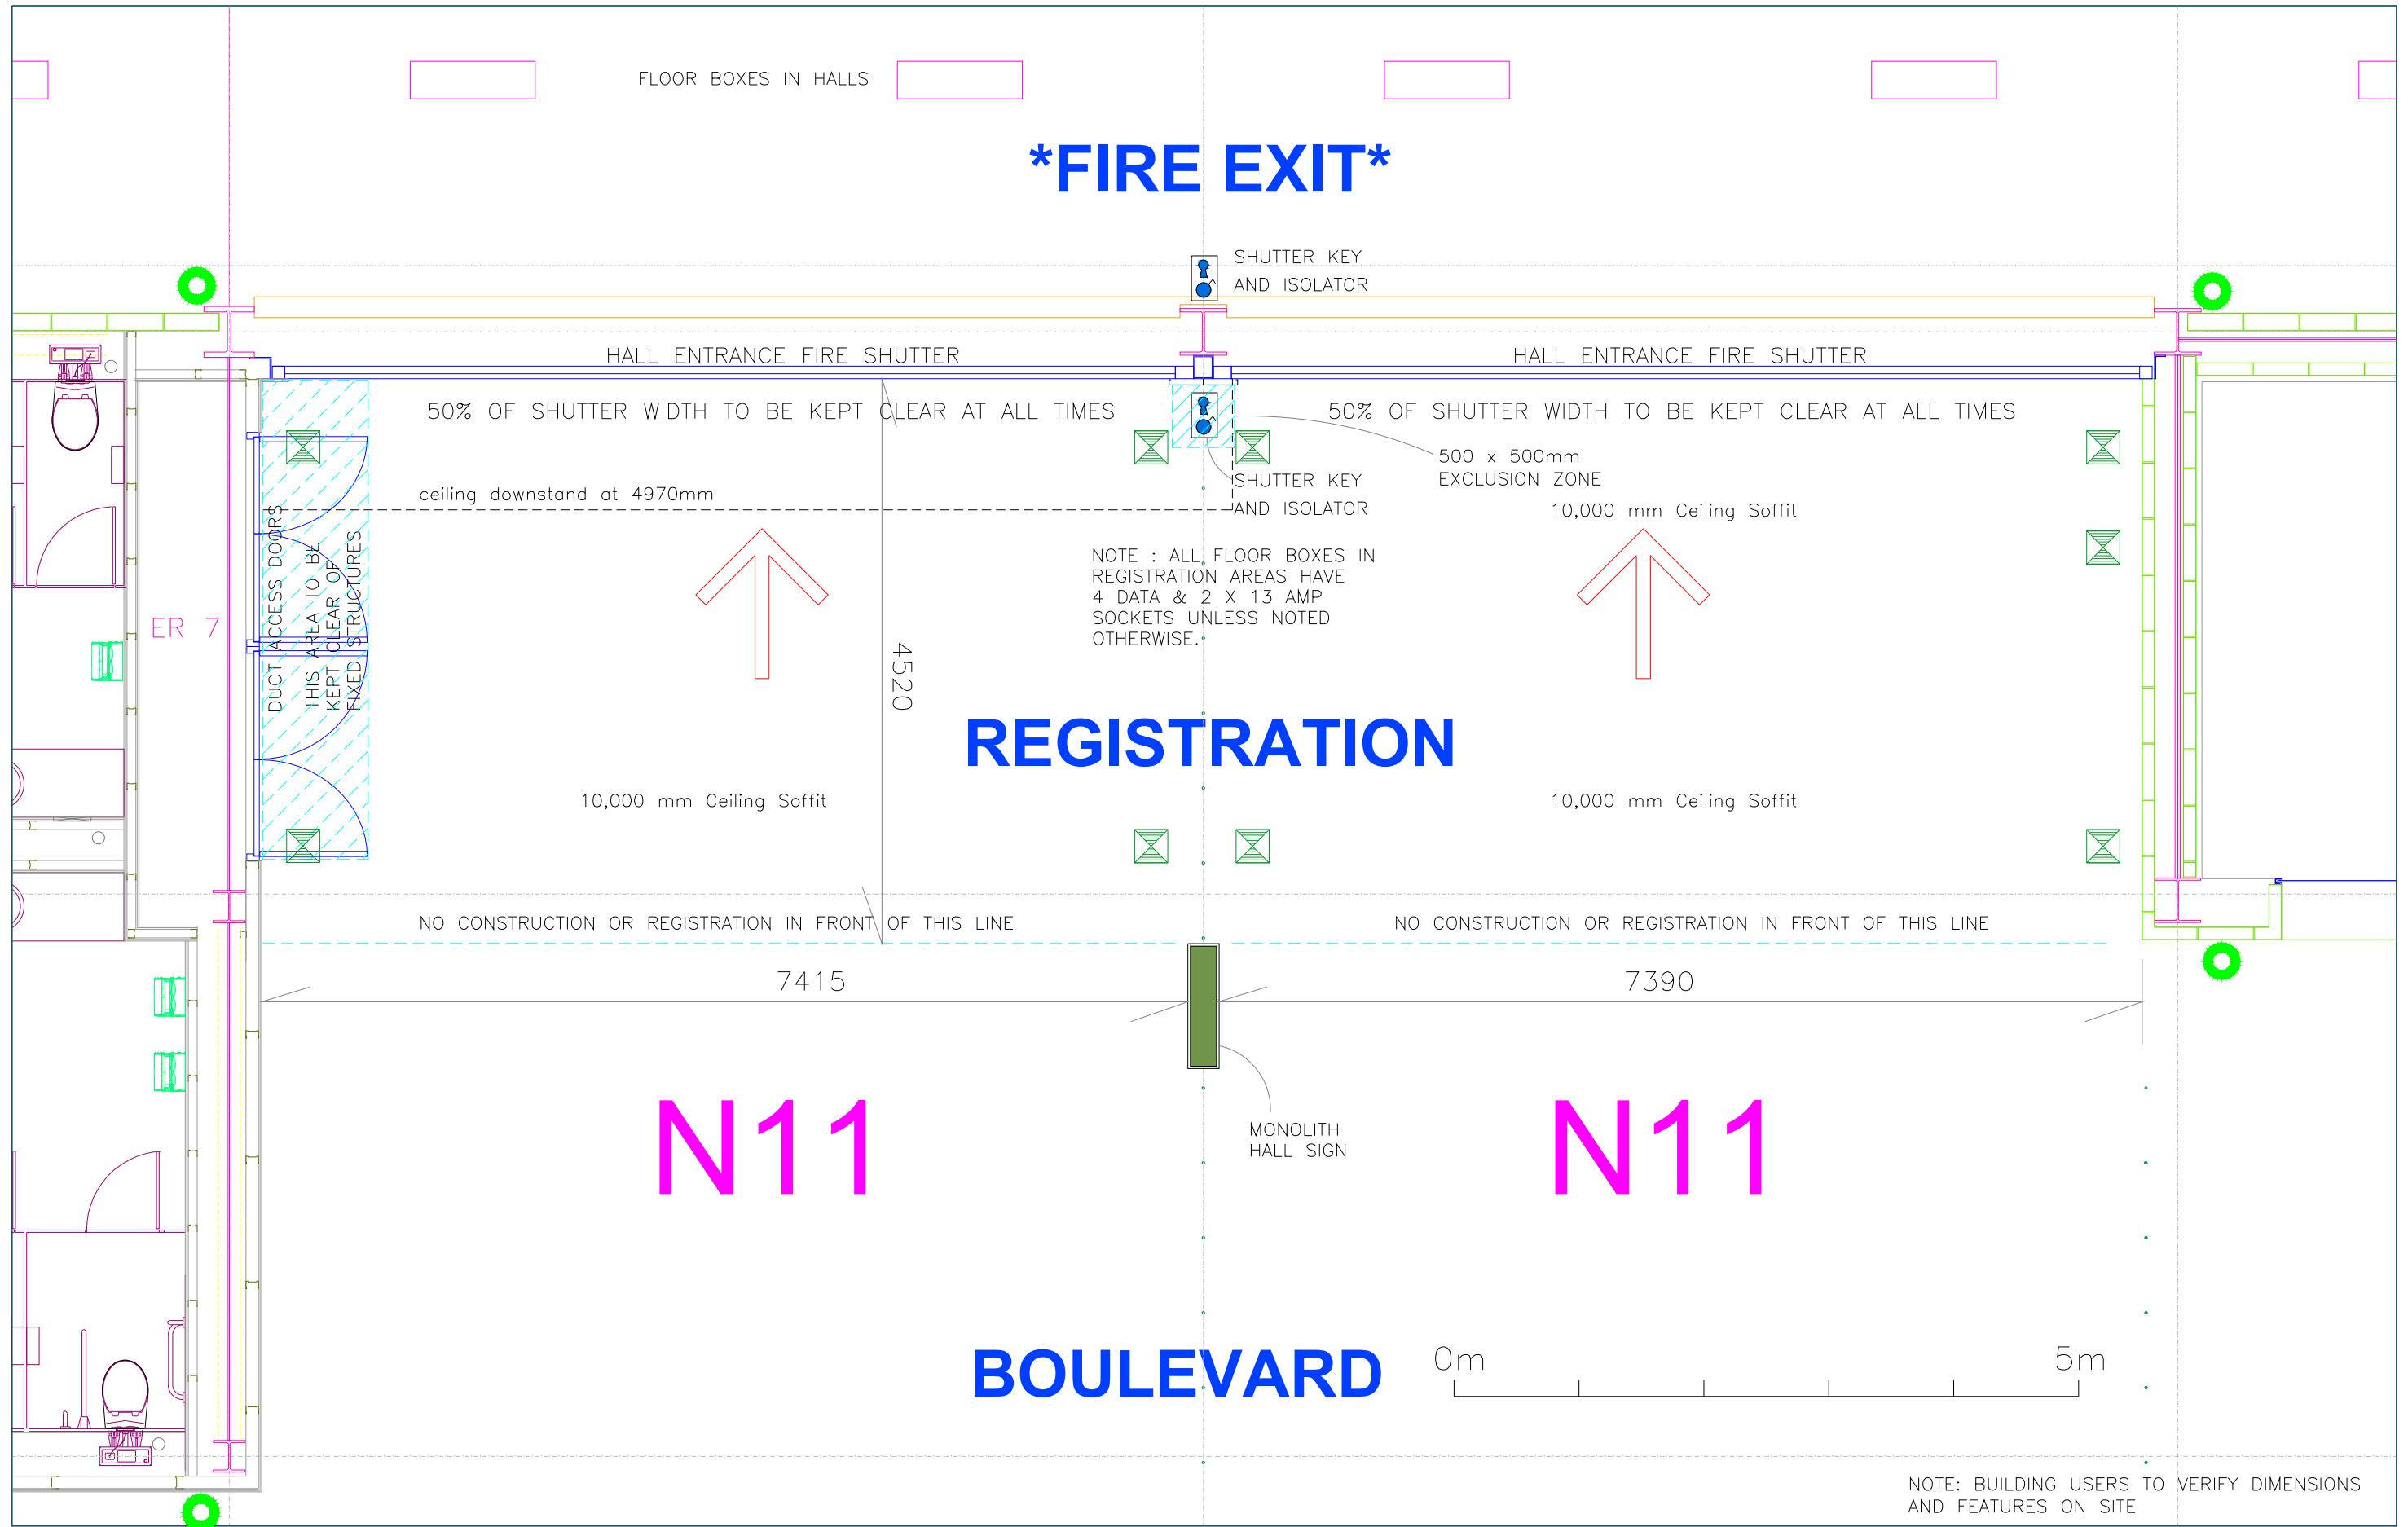 FLOOR BOXES IN HALLS
*FIRE EXIT*
SHUTTER KEY
AND ISOLATOR
HALL ENTRANCE FIRE SHUTTER
HALL ENTRANCE FIRE SHUTTER
50% OF SHUTTER WIDTH TO BE KEPT CLEAR AT ALL TIMES
50% OF SHUTTER WIDTH TO BE KEPT CLEAR AT ALL TIMES
500 x 500mm
EXCLUSION ZONE
SHUTTER KEY
AND ISOLATOR
ceiling downstand at 4970mm
10,000 mm Ceiling Soffit
NOTE : ALL FLOOR BOXES IN
REGISTRATION AREAS HAVE
4 DATA & 2 X 13 AMP
SOCKETS UNLESS NOTED
OTHERWISE.
ER 7
DUCT ACCESS DOORS
THIS AREA TO BE
KEPT CLEAR OF
FIXED STRUCTURES
4520
REGISTRATION
10,000 mm Ceiling Soffit
10,000 mm Ceiling Soffit
NO CONSTRUCTION OR REGISTRATION IN FRONT OF THIS LINE
NO CONSTRUCTION OR REGISTRATION IN FRONT OF THIS LINE
7415
7390
N11
N11
MONOLITH
HALL SIGN
BOULEVARD
0m
5m
NOTE: BUILDING USERS TO VERIFY DIMENSIONS
AND FEATURES ON SITE